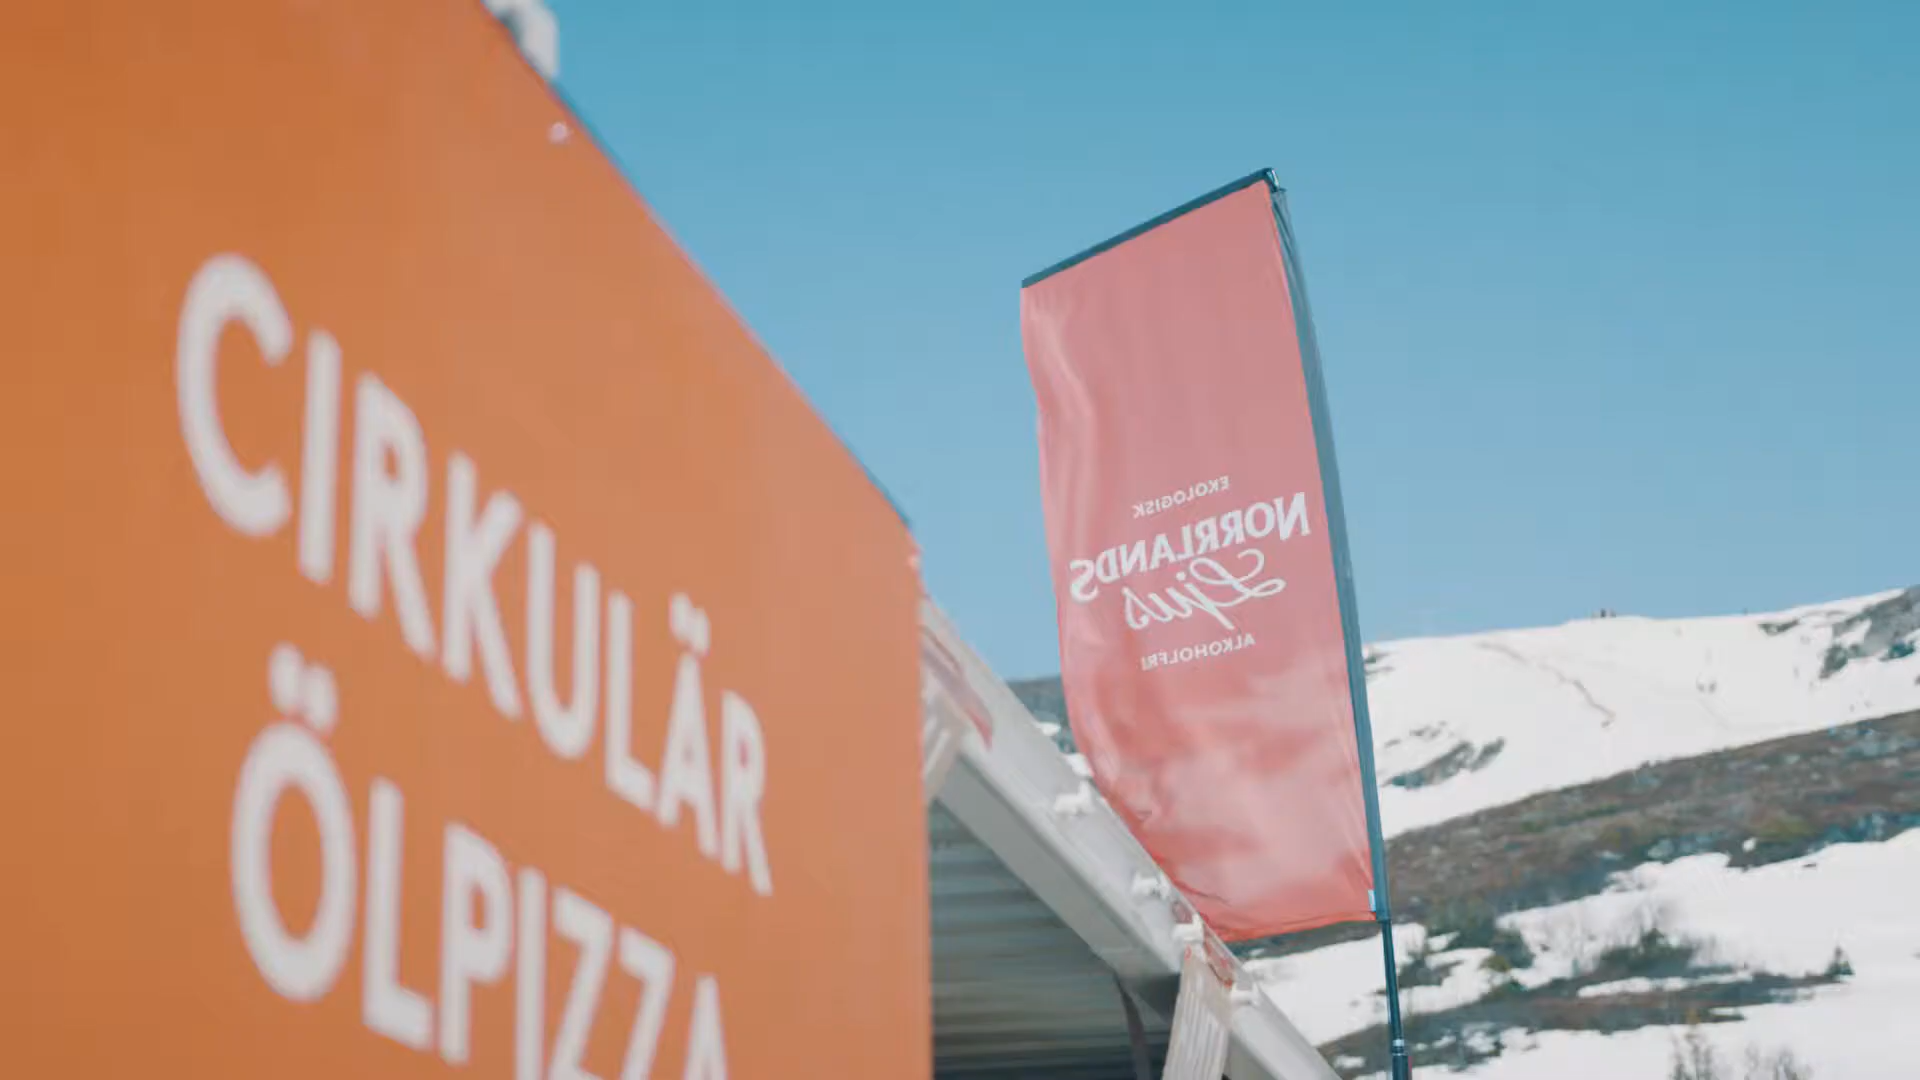 CIRKULÄR
ÖLPIZZA
EKOLOGISK
NORRLANDS
Ljus
ALKOHOLFRI